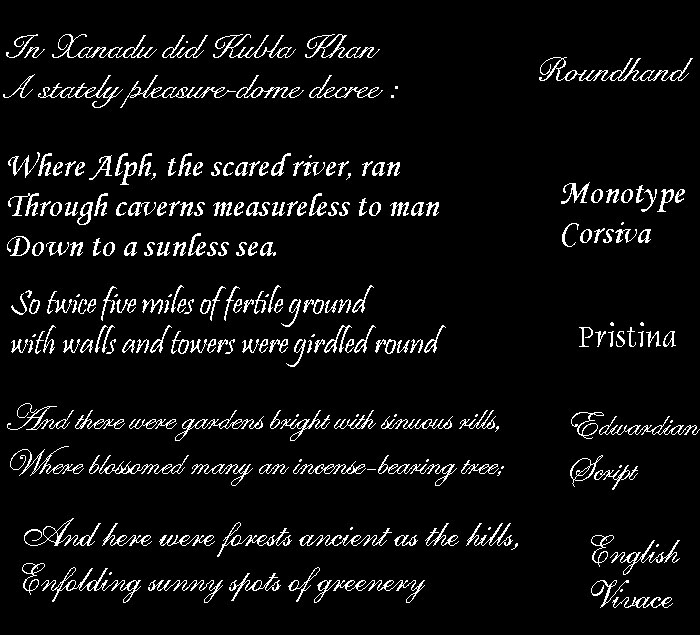 In Xanadu did Kubla Khan
A stately pleasure-dome decree :
Roundhand
Where Alph, the scared river, ran
Through caverns measureless to man
Down to a sunless sea.
Monotype
Corsiva
So twice five miles of fertile ground
with walls and towers were girdled round
Pristina
And there were gardens bright with sinuous rills,
Where blossomed many an incense-bearing tree;
Edwardian
Script
And here were forests ancient as the hills,
Enfolding sunny spots of greenery
English
Vivace